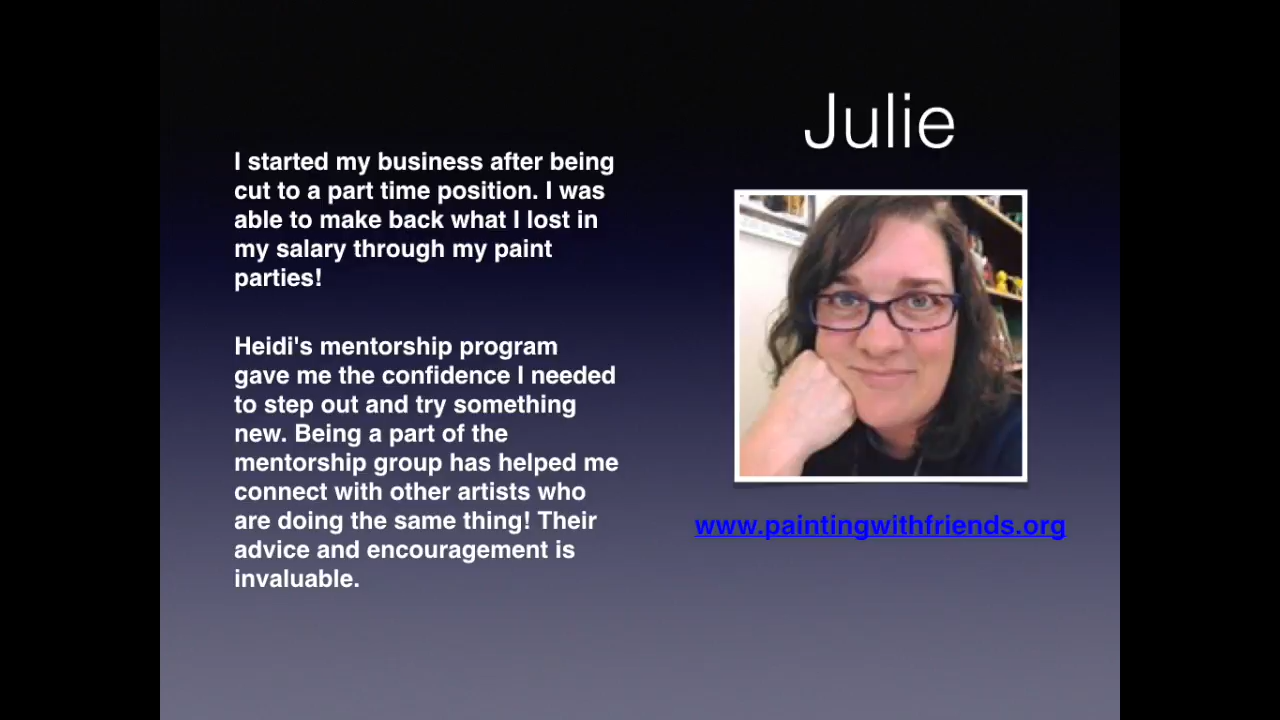 Julie
I started my business after being
cut to a part time position. I was
able to make back what I lost in
my salary through my paint
parties!
Heidi's mentorship program
gave me the confidence I needed
to step out and try something
new. Being a part of the
mentorship group has helped me
connect with other artists who
are doing the same thing! Their
advice and encouragement is
invaluable.
www.paintingwithfriends.org